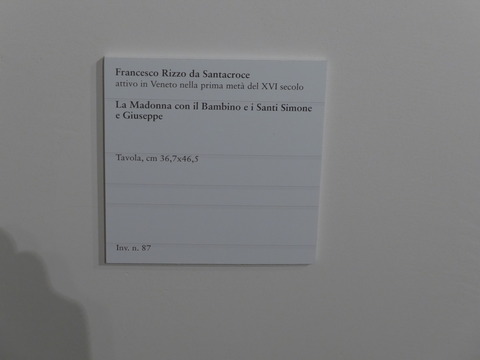 Francesco Rizzo da Santacroce
attivo in Veneto nella prima metà del XVI secolo
La Madonna con il Bambino e i Santi Simone
e Giuseppe
Tavola, cm 36,7x46,5
Inv. n. 87